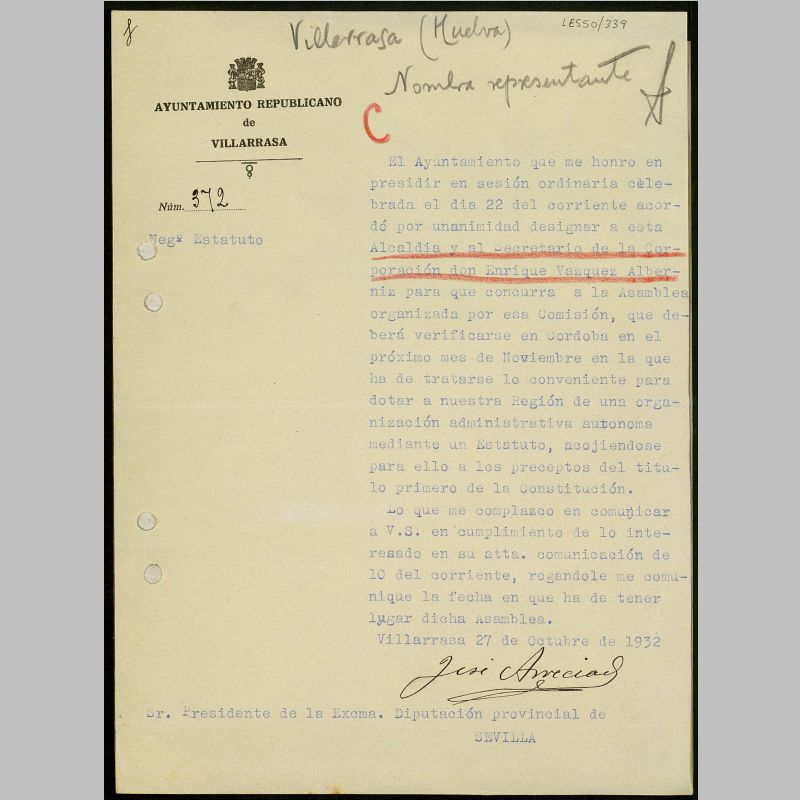 LE550/339
Villarrasa (Huelva)
Nombra representante
C
AYUNTAMIENTO REPUBLICANO
de
VILLARRASA
Núm. 372
Negº Estatuto
El Ayuntamiento que me honro en
presidir en sesión ordinaria cele-
brada el dia 22 del corriente acor-
dó por unanimidad designar a esta
Alcaldia y al Secretario de la Cor-
poración don Enrique Vazquez Alber-
niz para que concurra a la Asamblea
organizada por esa Comisión, que de-
berá verificarse en Cordoba en el
próximo mes de Noviembre en la que
ha de tratarse lo conveniente para
dotar a nuestra Región de una orga-
nización administrativa autonoma
mediante un Estatuto, acojiendose
para ello a los preceptos del titu-
lo primero de la Constitución.
Lo que me complazco en comunicar
a V.S. en cumplimiento de lo inte-
resado en su atta. comunicación de
10 del corriente, rogandole me comu-
nique la fecha en que ha de tener
lugar dicha Asamblea.
Villarrasa 27 de Octubre de 1932
José
Sr. Presidente de la Excma. Diputación provincial de
SEVILLA